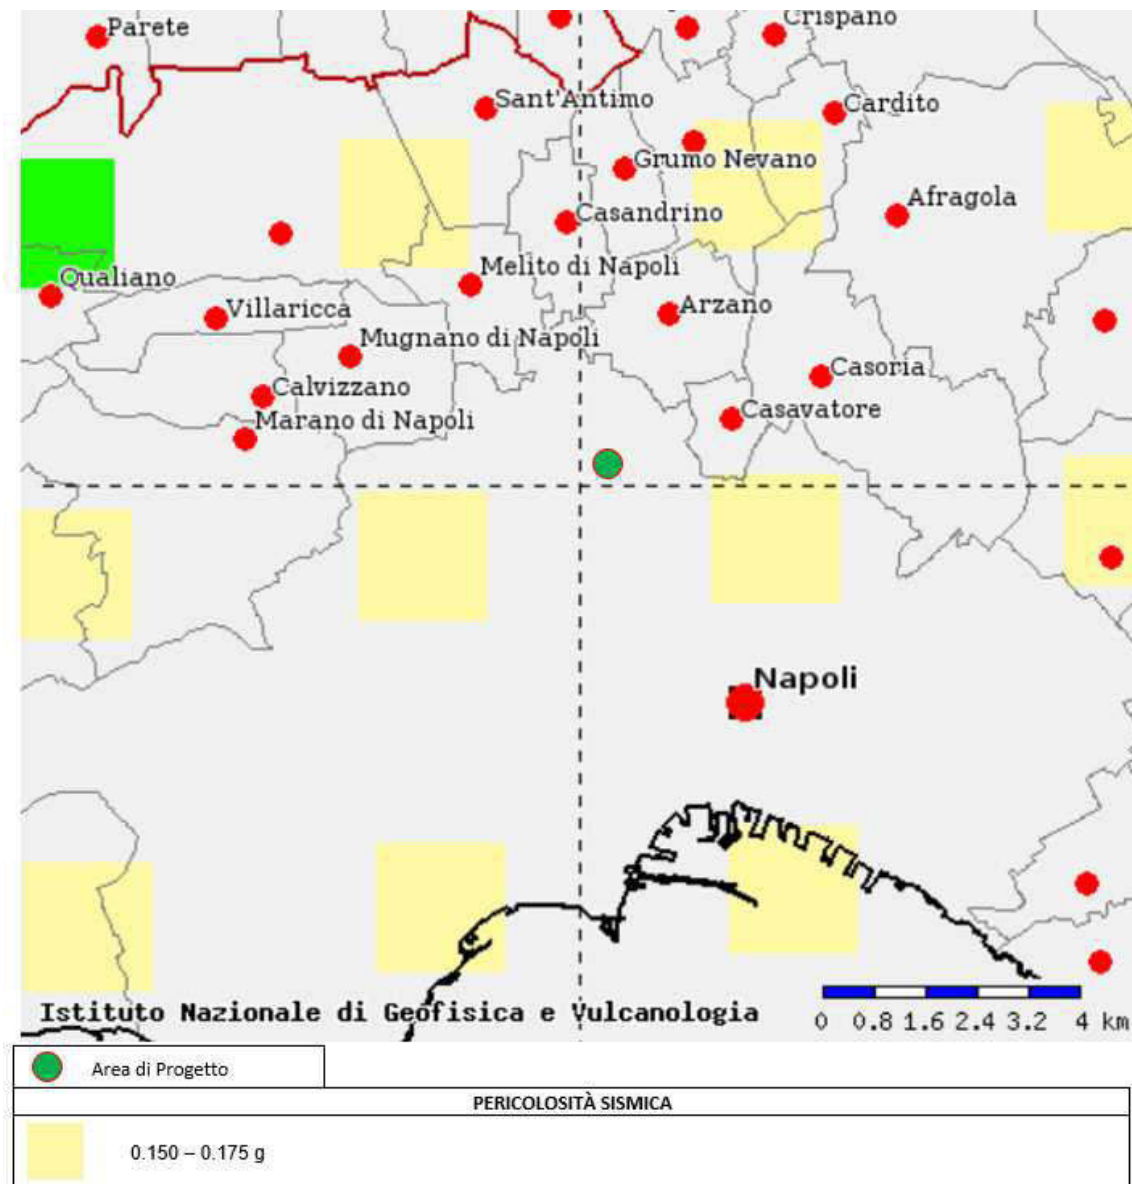 Parete
Crispano
Sant'Antimo
Cardito
Grumo Nevano
Afragola
Casandrino
Melito di Napoli
Qualiano
Villaricca
Arzano
Mugnano di Napoli
Casoria
Calvizzano
Casavatore
Marano di Napoli
Napoli
Istituto Nazionale di Geofisica e Vulcanologia
0 0.8 1.6 2.4 3.2 4 km
Area di Progetto
PERICOLOSITÀ SISMICA
0.150 – 0.175 g